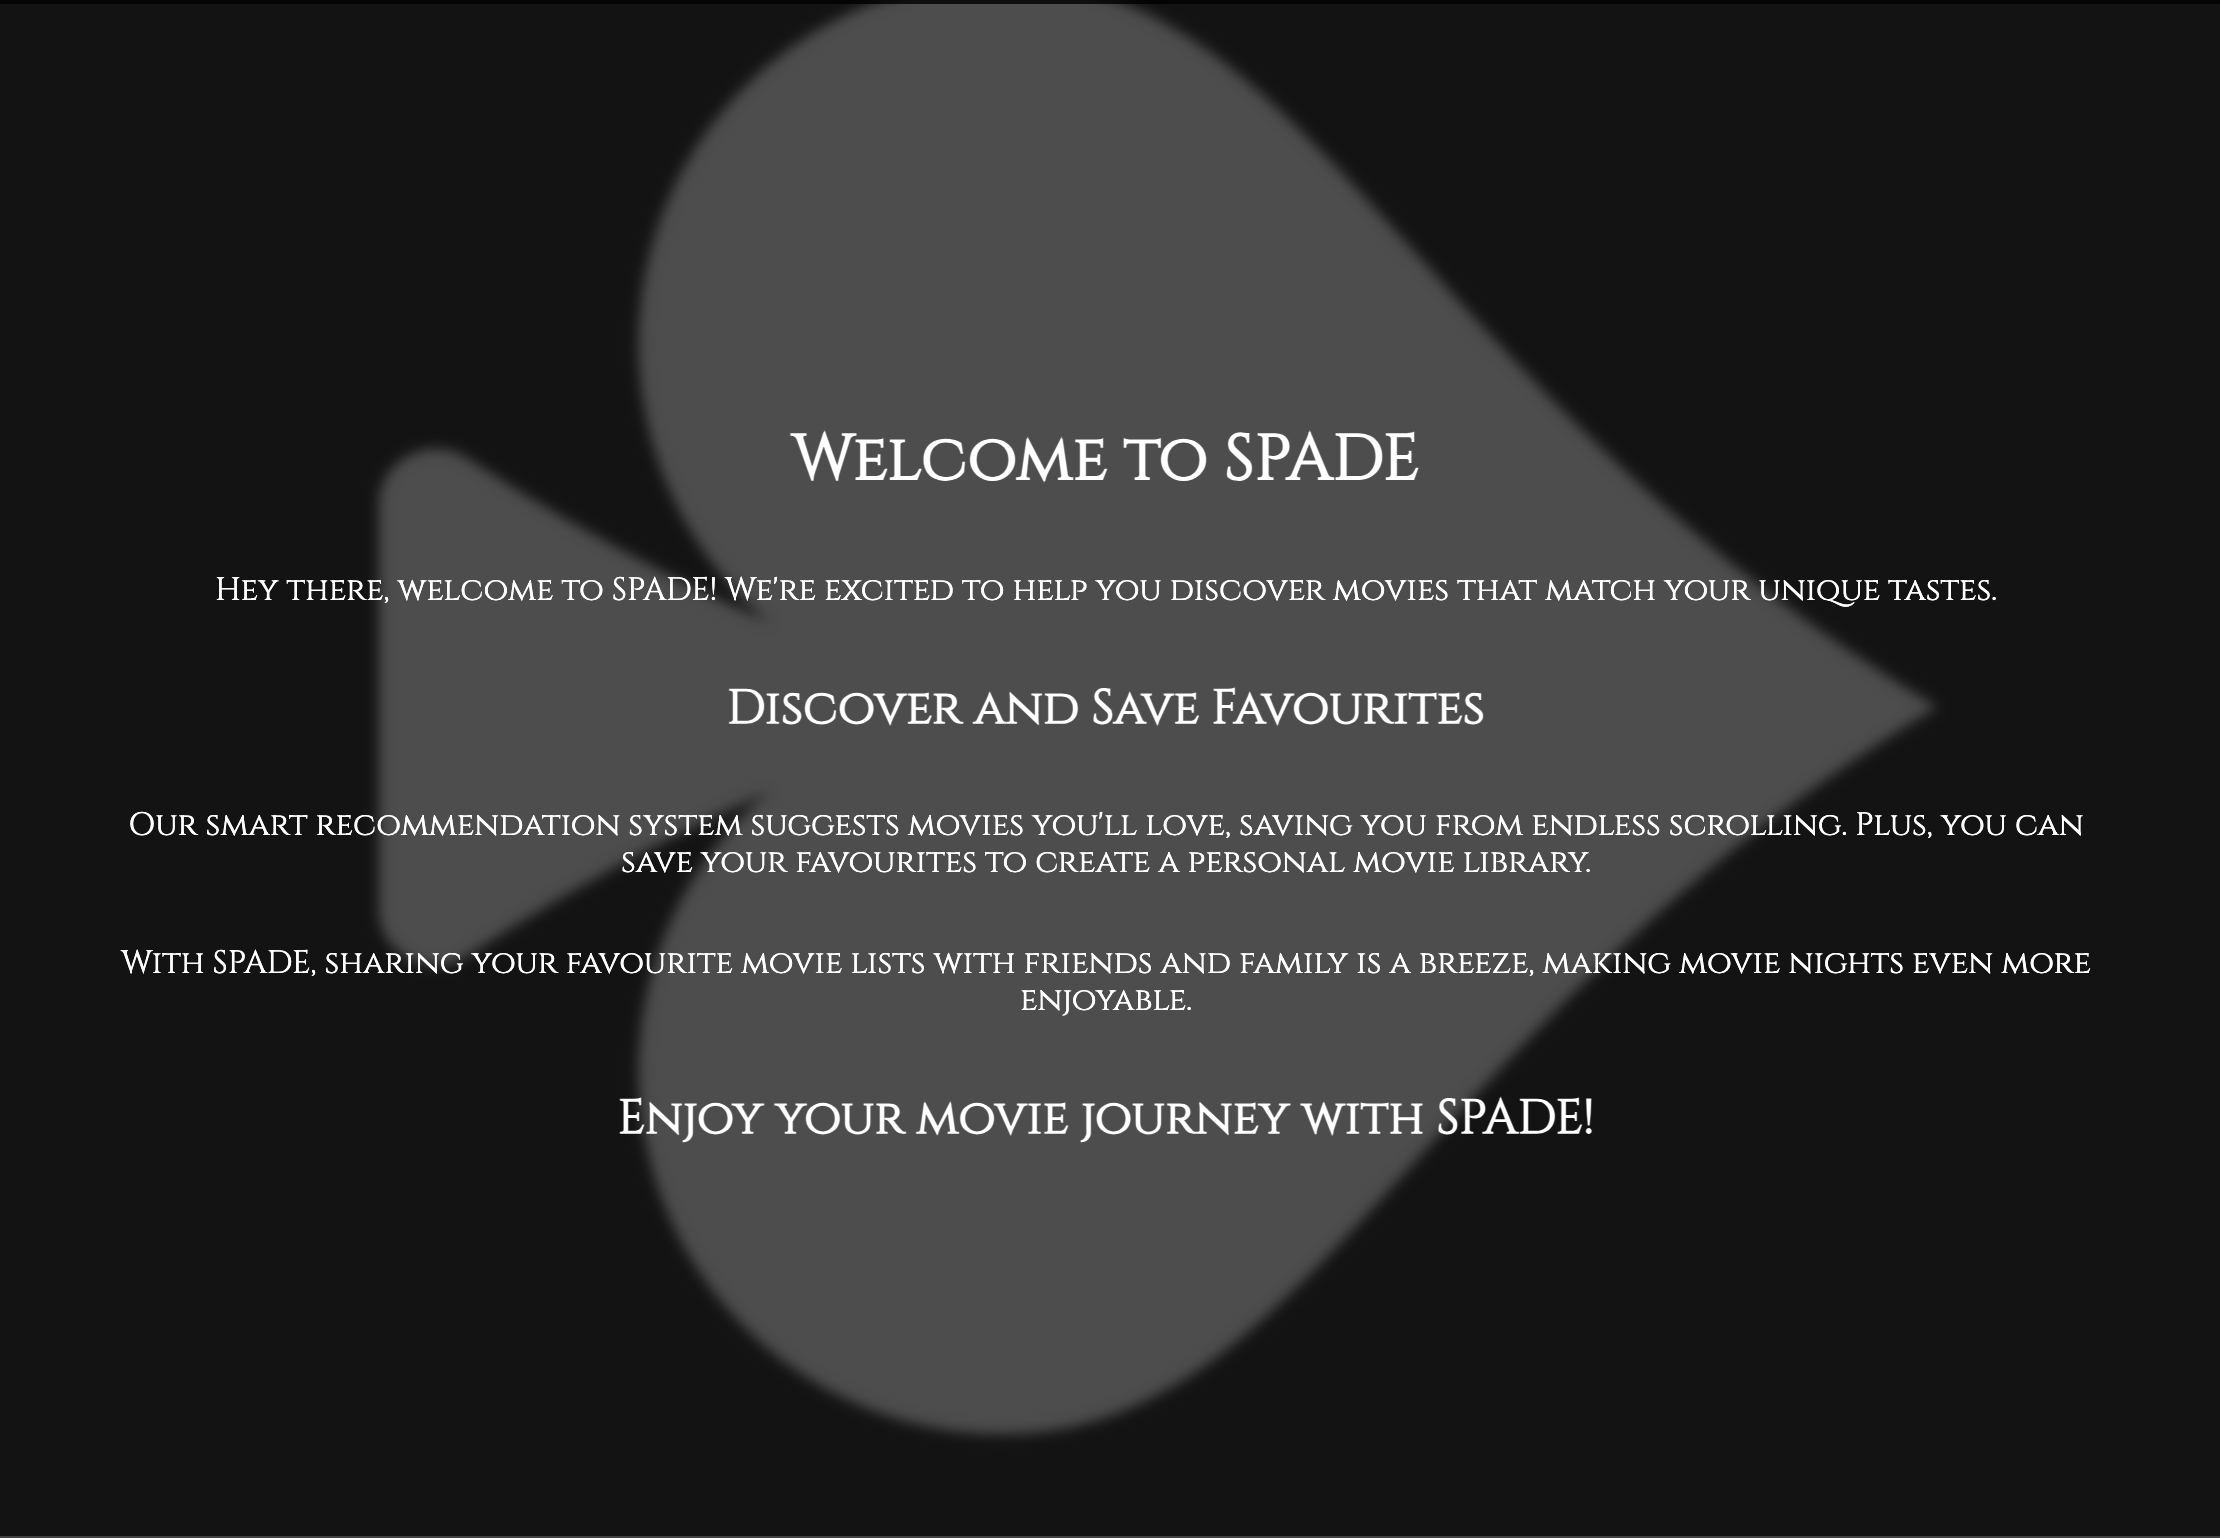 Welcome to SPADE
Hey there, welcome to SPADE! We're excited to help you discover movies that match your unique tastes.
Discover and Save Favourites
Our smart recommendation system suggests movies you'll love, saving you from endless scrolling. Plus, you can
save your favourites to create a personal movie library.
With SPADE, sharing your favourite movie lists with friends and family is a breeze, making movie nights even more
enjoyable.
Enjoy your movie journey with SPADE!